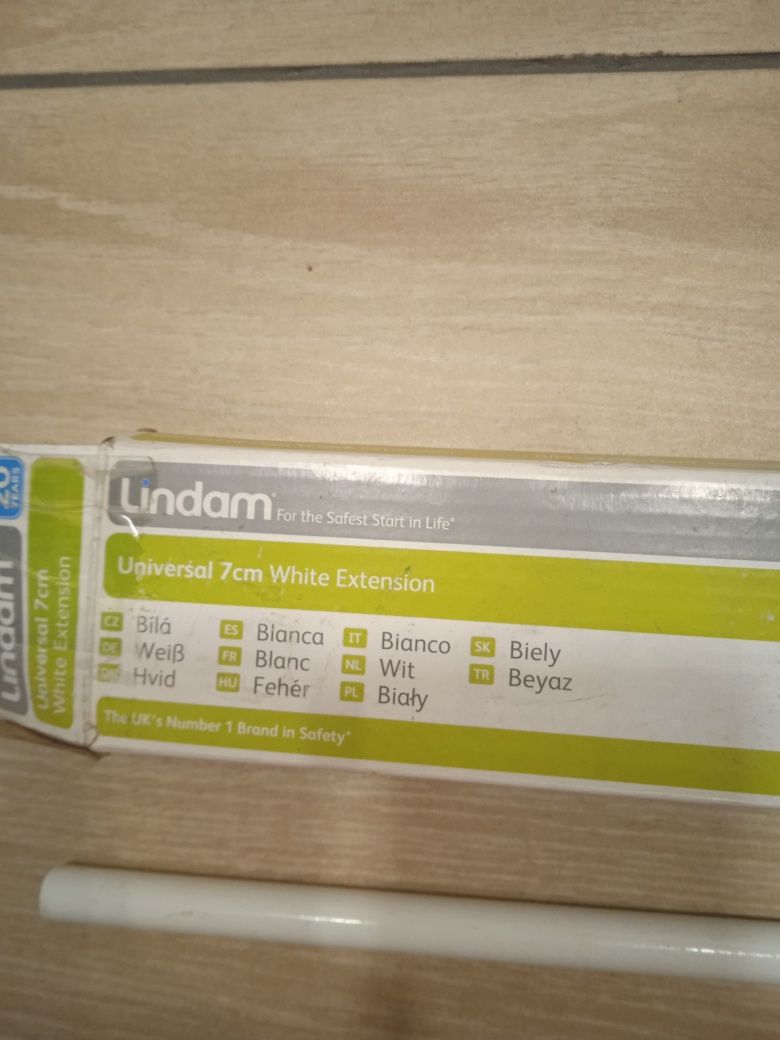 Lindam
For the Safest Start in Life*
Universal 7cm White Extension
CZ Bílá
DE Weiß
Hvid
ES Blanca
FR Blanc
HU Fehér
IT Bianco
NL Wit
PL Biały
SK Biely
TR Beyaz
The UK's Number 1 Brand in Safety*
20
YEARS
Lindam
Universal 7cm
White Extension